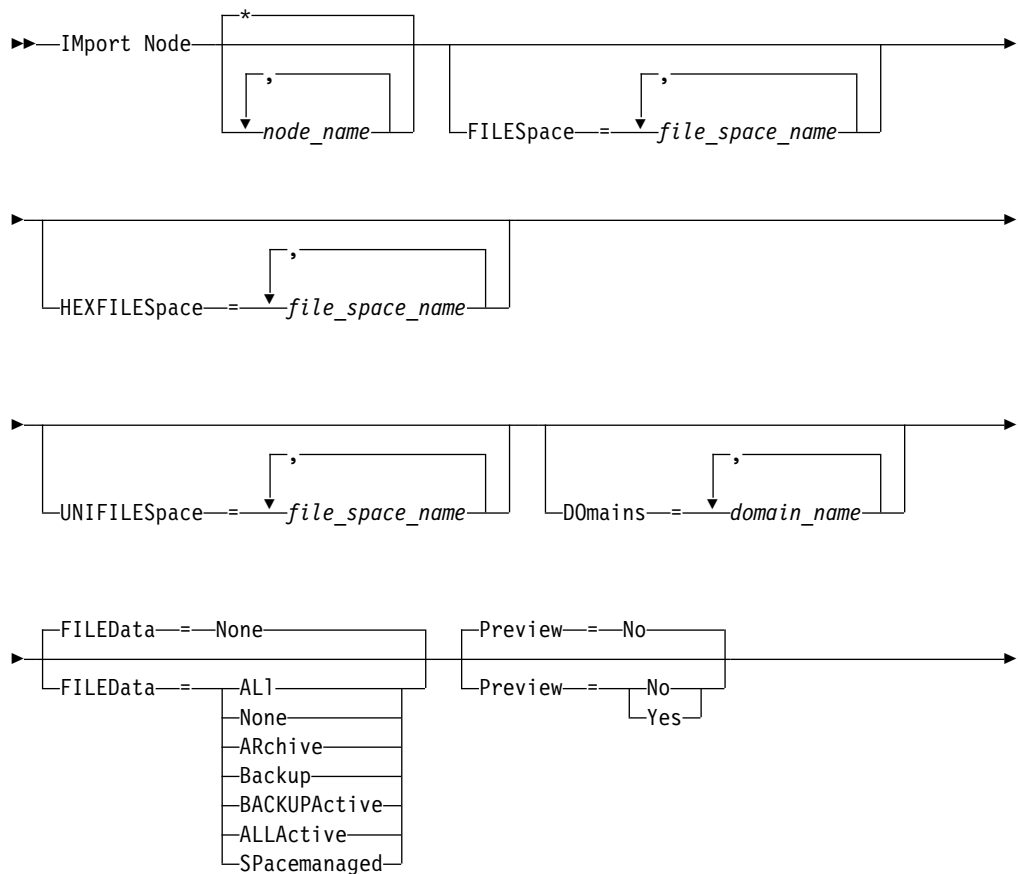 *
IMport Node
,
,
node_name
FILESpace = file_space_name
,
HEXFILESpace = file_space_name
,
,
UNIFILESpace = file_space_name
DOmains = domain_name
FILEData = None
Preview = No
FILEData = ALl
Preview = No
None
Yes
ARchive
Backup
BACKUPActive
ALLActive
SPacemanaged